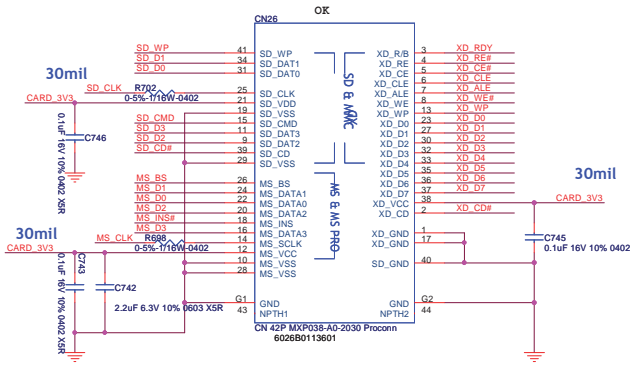 OK
CN26
SD_WP 41 SD_WP XD_R/B 3 XD_RDY
SD_D1 34 SD_DAT1 XD_RE 4 XD_RE#
SD_D0 31 SD_DAT0 XD_CE 5 XD_CE#
XD_CLE 6 XD_CLE
30mil
SD_CLK R702 25 SD_CLK XD_ALE 7 XD_ALE
CARD_3V3 0-5%-1/16W-0402 21 SD_VDD XD_WE 8 XD_WE#
19 SD_VSS XD_WP 13 XD_WP
SD_CMD 15 SD_CMD XD_D0 23 XD_D0
SD_D3 11 SD_DAT3 XD_D1 27 XD_D1
SD_D2 9 SD_DAT2 XD_D2 30 XD_D2
SD_CD# 39 SD_CD XD_D3 32 XD_D3
29 SD_VSS XD_D4 33 XD_D4
C746
0.1uF 16V 10% 0402 X5R
XD_D5 35 XD_D5
MS_BS 26 MS_BS XD_D6 36 XD_D6
MS_D1 24 MS_DATA1 XD_D7 37 XD_D7
MS_D0 22 MS_DATA0 XD_VCC 38
MS_D2 20 MS_DATA2 XD_CD 2 XD_CD#
MS_INS# 18 MS_INS
MS_D3 16 MS_DATA3 XD_GND 1
MS_CLK R698 14 MS_SCLK XD_GND 17
0-5%-1/16W-0402 12 MS_VCC
10 MS_VSS SD_GND 40
28 MS_VSS
MS & MS PRO
30mil
CARD_3V3
C745
0.1uF 16V 10% 0402
30mil
CARD_3V3
C743
0.1uF 16V 10% 0402 X5R
C742
2.2uF 6.3V 10% 0603 X5R
G1 GND GND G2
43 NPTH1 NPTH2 44
CN 42P MXP038-A0-2030 Proconn
6026B0113601